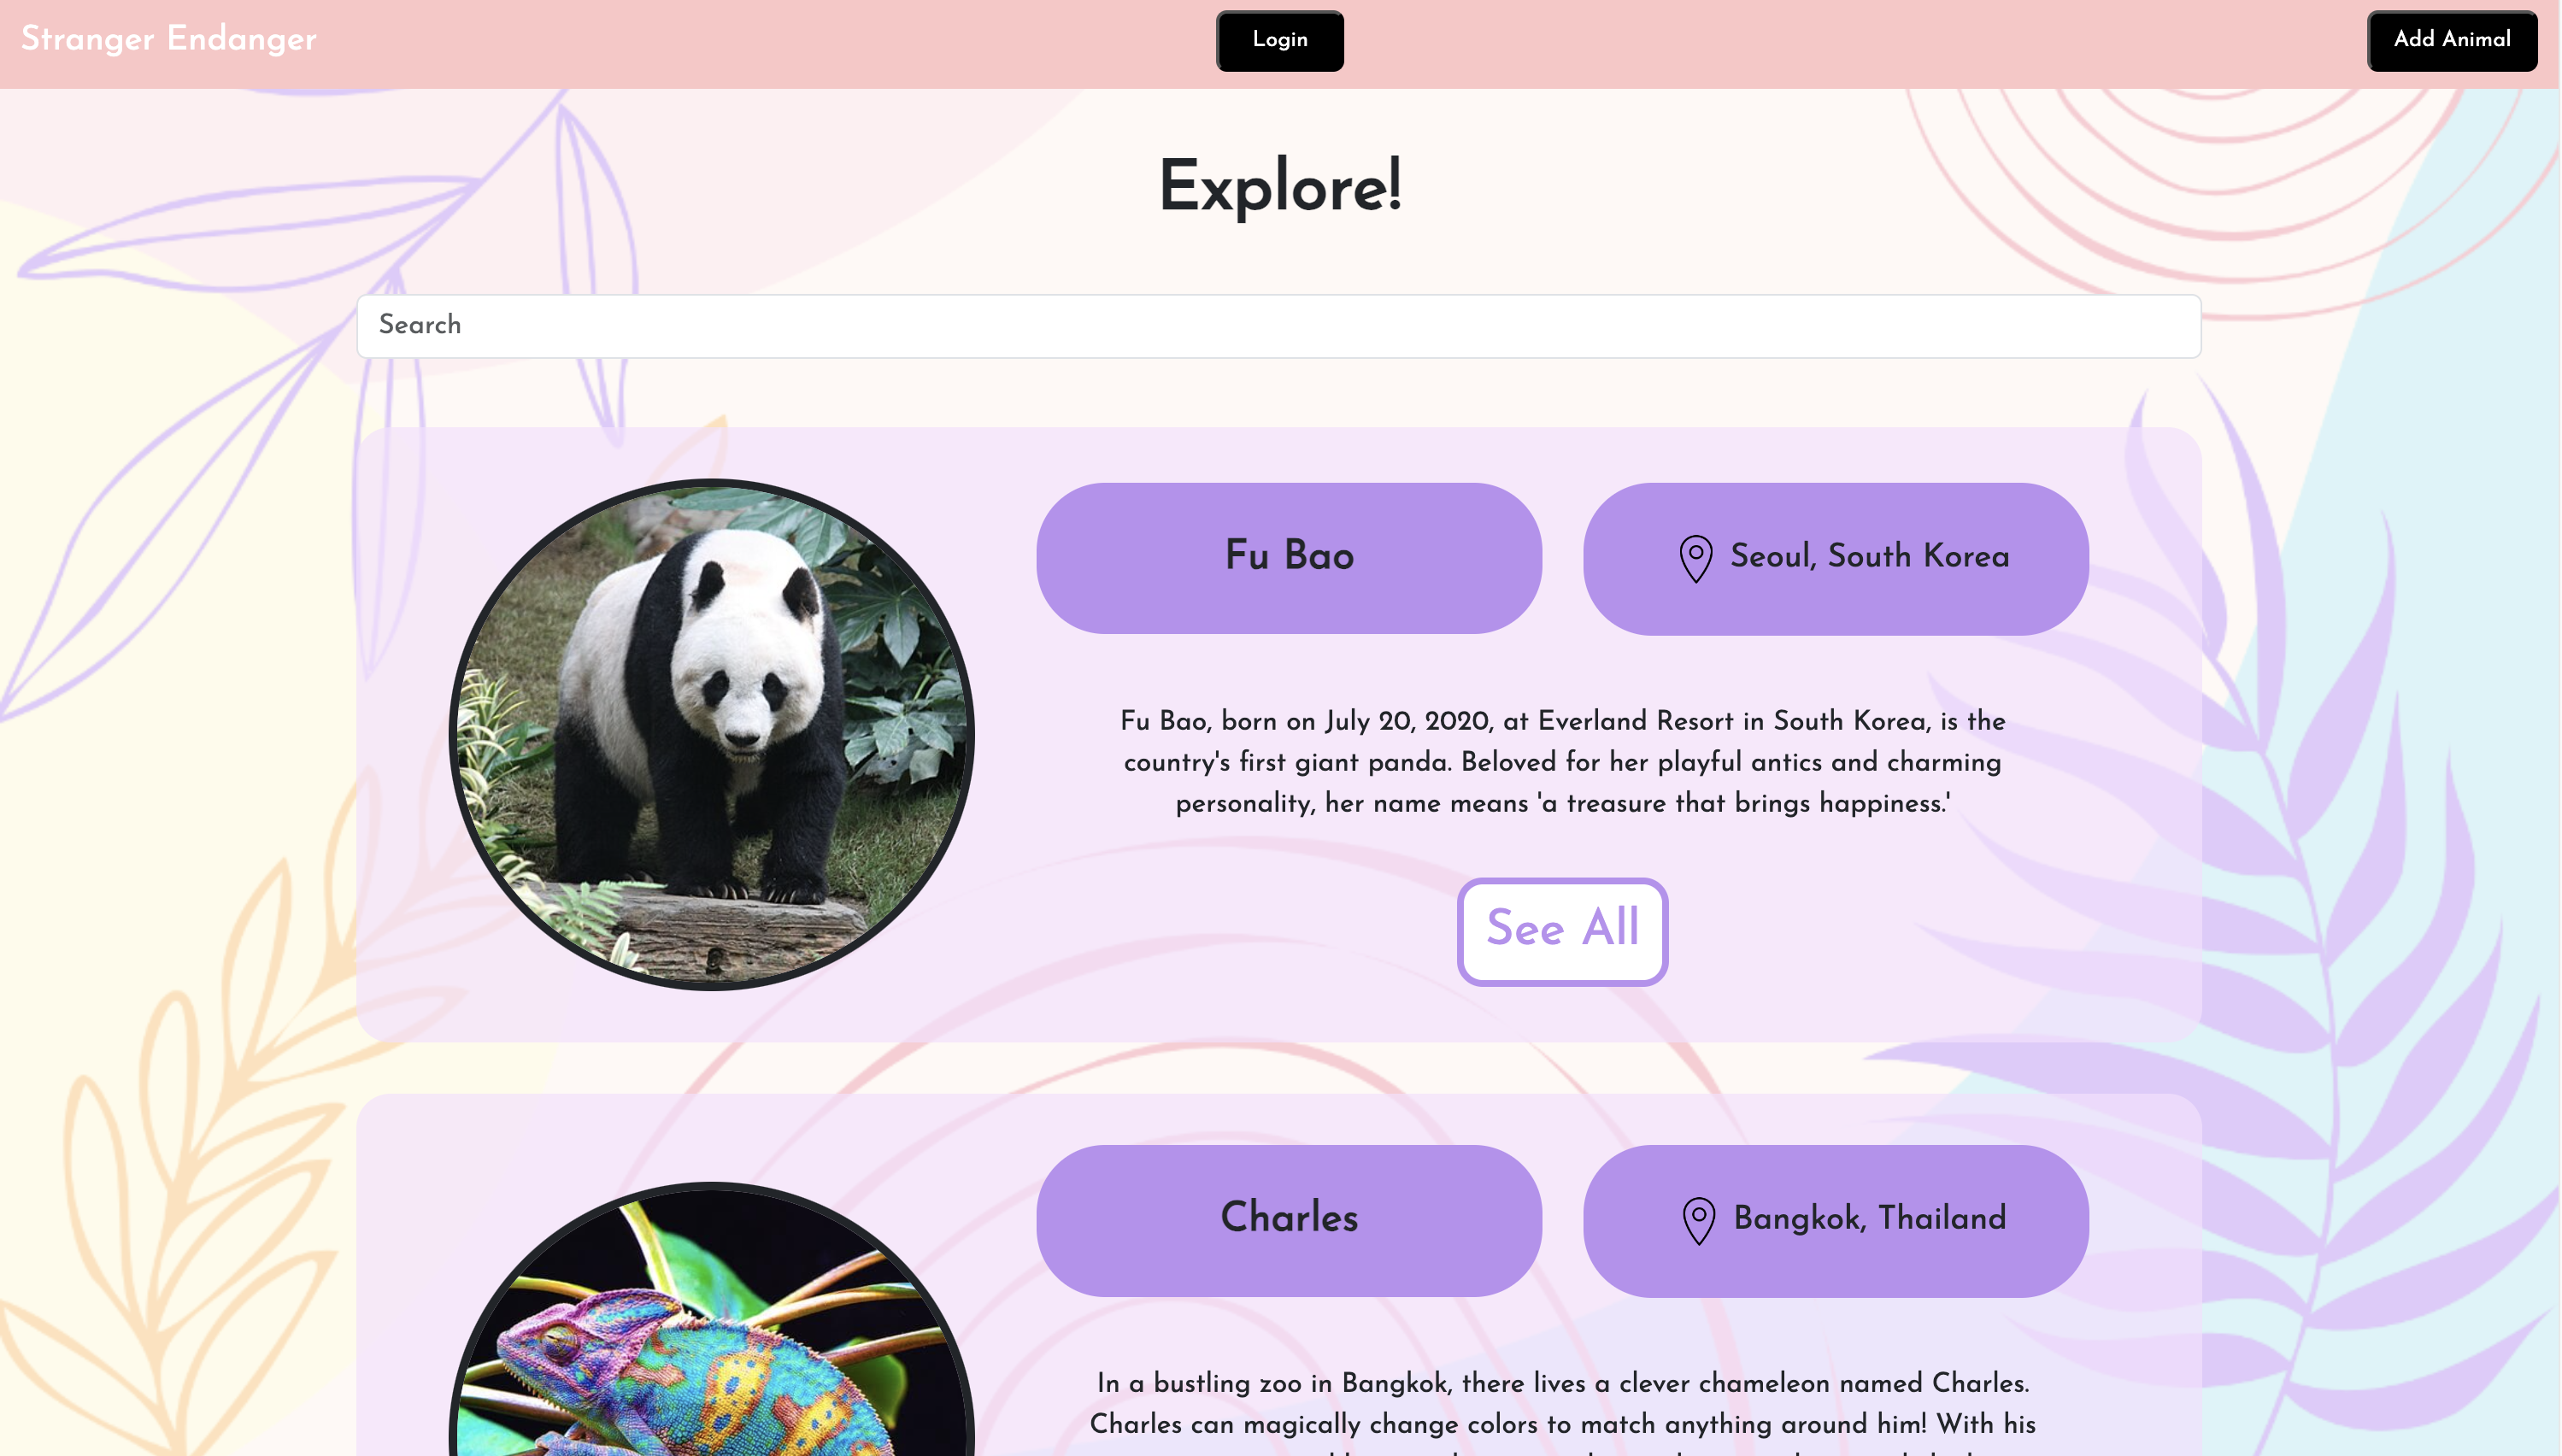 Stranger Endanger
Login
Add Animal
Explore!
Search
Fu Bao
Seoul, South Korea
Fu Bao, born on July 20, 2020, at Everland Resort in South Korea, is the
country's first giant panda. Beloved for her playful antics and charming
personality, her name means 'a treasure that brings happiness.'
See All
Charles
Bangkok, Thailand
In a bustling zoo in Bangkok, there lives a clever chameleon named Charles.
Charles can magically change colors to match anything around him! With his